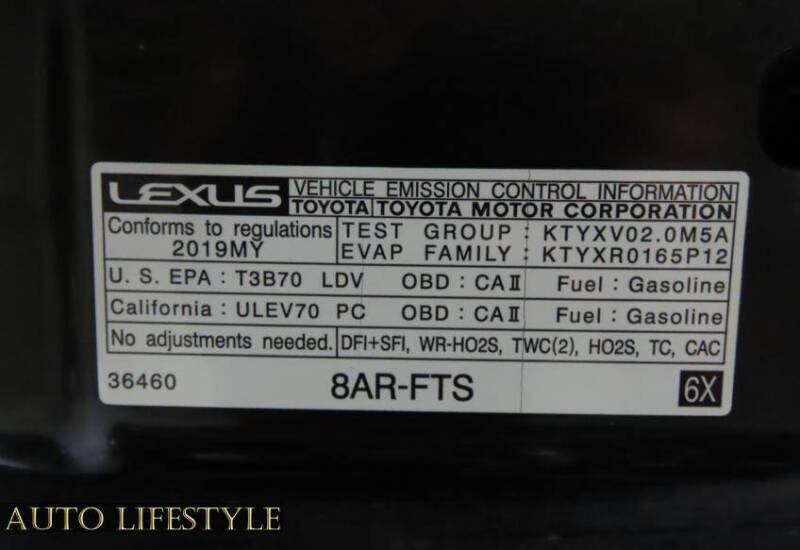 LEXUS VEHICLE EMISSION CONTROL INFORMATION
TOYOTA TOYOTA MOTOR CORPORATION
Conforms to regulations TEST GROUP : KTYXV02.0M5A
2019MY EVAP FAMILY : KTYXR0165P12
U. S. EPA : T3B70 LDV OBD : CAⅡ Fuel : Gasoline
California : ULEV70 PC OBD : CAⅡ Fuel : Gasoline
No adjustments needed. DFI+SFI, WR-HO2S, TWC(2), HO2S, TC, CAC
36460 8AR-FTS 6X
AUTO LIFESTYLE